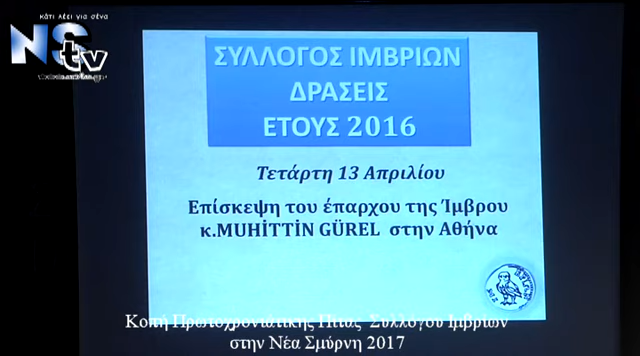 κάτι λέει για σένα
NS
tv
ΣΥΛΛΟΓΟΣ ΙΜΒΡΙΩΝ
ΔΡΑΣΕΙΣ
ΕΤΟΥΣ 2016
Τετάρτη 13 Απριλίου
Επίσκεψη του έπαρχου της Ίμβρου
κ.MUHİTTİN GÜREL στην Αθήνα
Κοπή Πρωτοχρονιάτικης Πίτας Συλλόγου Ιμβρίων
στην Νέα Σμύρνη 2017